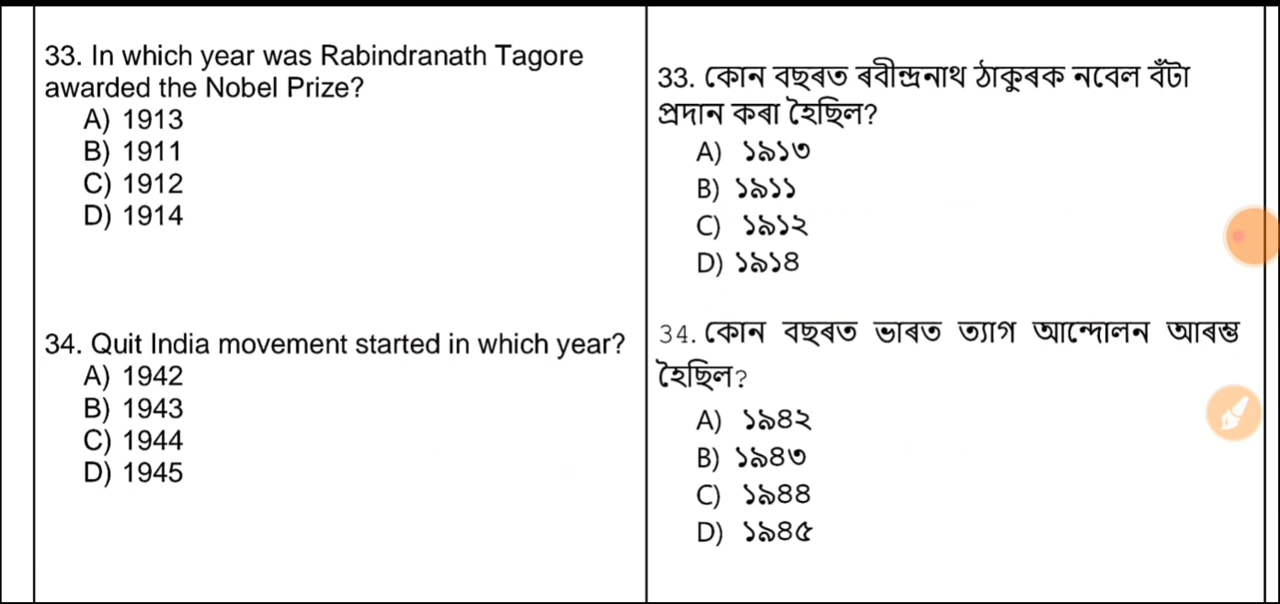 33. In which year was Rabindranath Tagore
awarded the Nobel Prize?
A) 1913
B) 1911
C) 1912
D) 1914
34. Quit India movement started in which year?
A) 1942
B) 1943
C) 1944
D) 1945
33. কোন বছৰত ৰবীন্দ্ৰনাথ ঠাকুৰক নবেল বঁটা
প্ৰদান কৰা হৈছিল?
A) ১৯১৩
B) ১৯১১
C) ১৯১২
D) ১৯১৪
34. কোন বছৰত ভাৰত ত্যাগ আন্দোলন আৰম্ভ
হৈছিল?
A) ১৯৪২
B) ১৯৪৩
C) ১৯৪৪
D) ১৯৪৫